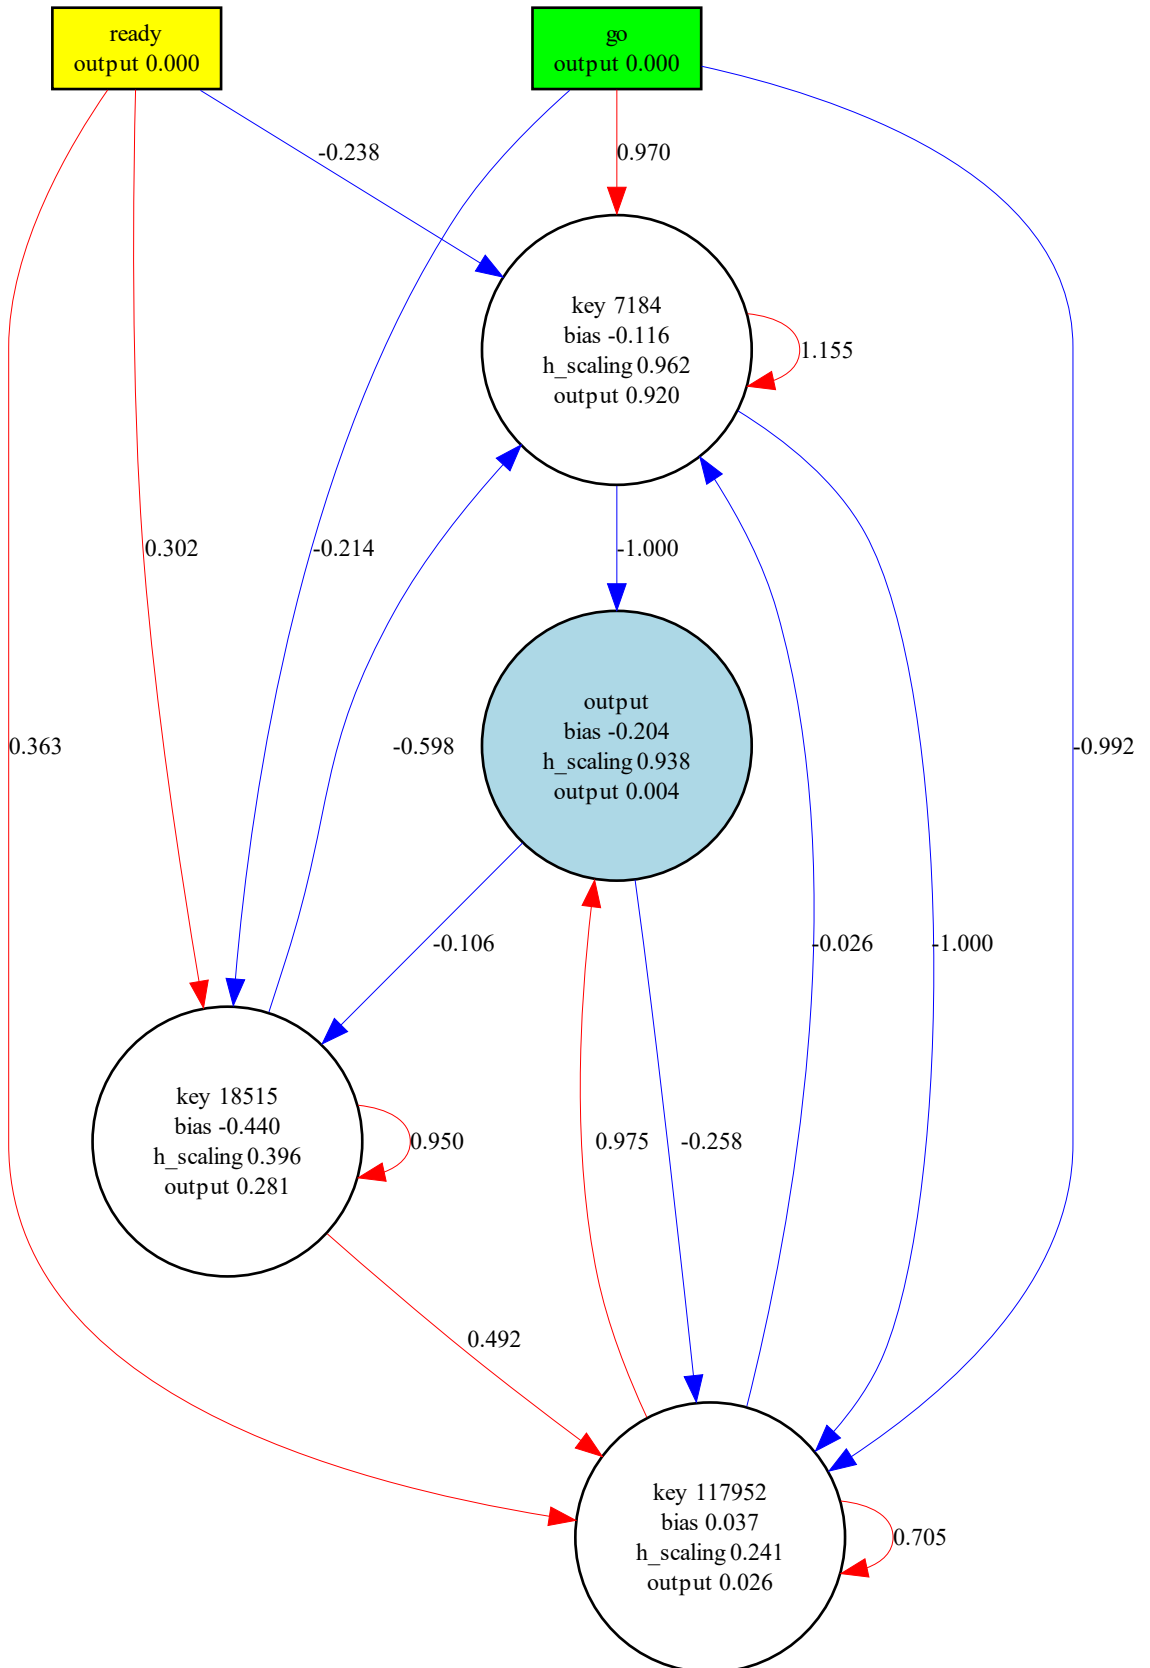 ready
output 0.000
go
output 0.000
-0.238
0.970
key 7184
bias -0.116
h_scaling 0.962
output 0.920
1.155
0.302
-0.214
-1.000
output
bias -0.204
h_scaling 0.938
output 0.004
0.363
-0.598
-0.992
-0.106
-0.026
-1.000
key 18515
bias -0.440
h_scaling 0.396
output 0.281
0.950
0.975
-0.258
0.492
key 117952
bias 0.037
h_scaling 0.241
output 0.026
0.705